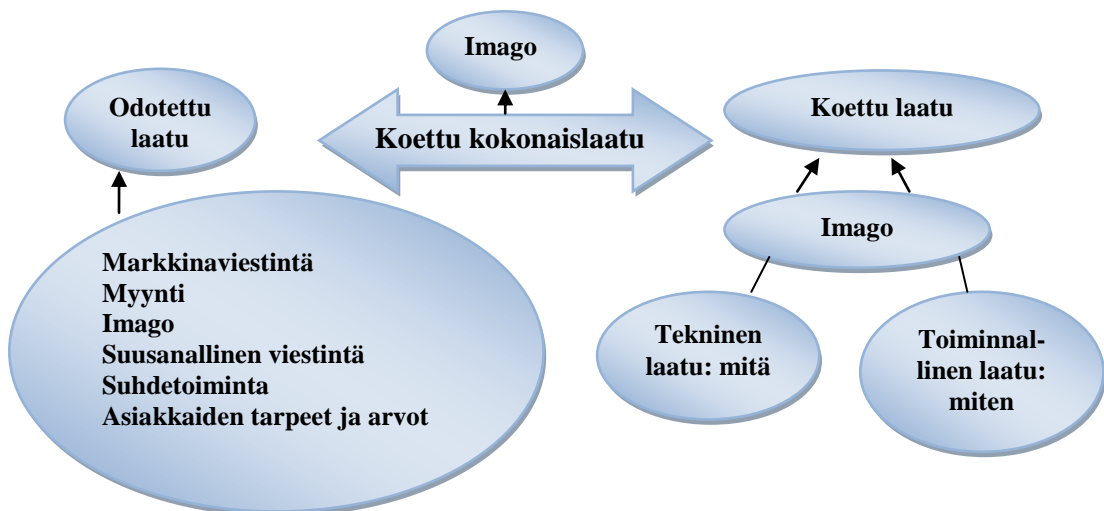 Imago
Odotettu
laatu
Koettu kokonaislaatu
Koettu laatu
Imago
Markkinaviestintä
Myynti
Imago
Suusanallinen viestintä
Suhdetoiminta
Asiakkaiden tarpeet ja arvot
Tekninen
laatu: mitä
Toiminnal-
linen laatu:
miten